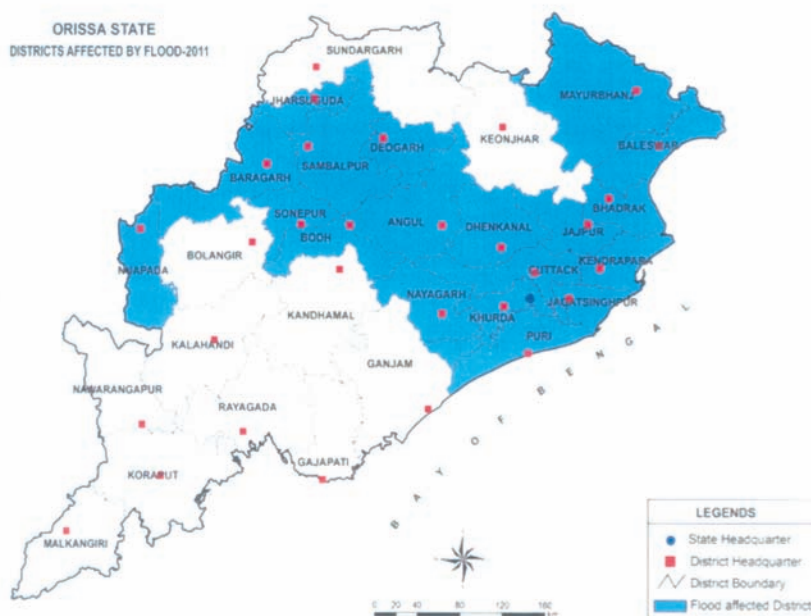 ORISSA STATE
DISTRICTS AFFECTED BY FLOOD-2011
SUNDARGARH
JHARSUGUDA
MAYURBHANJ
KEONJHAR
DEOGARH
BALESWAR
SAMBALPUR
BARAGARH
BHADRAK
SONEPUR
ANGUL
DHENKANAL
JAJPUR
BODH
BOLANGIR
NUAPADA
KENDRAPARA
CUTTACK
NAYAGARH
JAGATSINGHPUR
KHURDA
KANDHAMAL
PURI
KALAHANDI
GANJAM
NAWARANGAPUR
RAYAGADA
GAJAPATI
KORAPUT
MALKANGIRI
BAY OF BENGAL
LEGENDS
State Headquarter
District Headquarter
District Boundary
Flood affected District
0 20 40 80 120 160